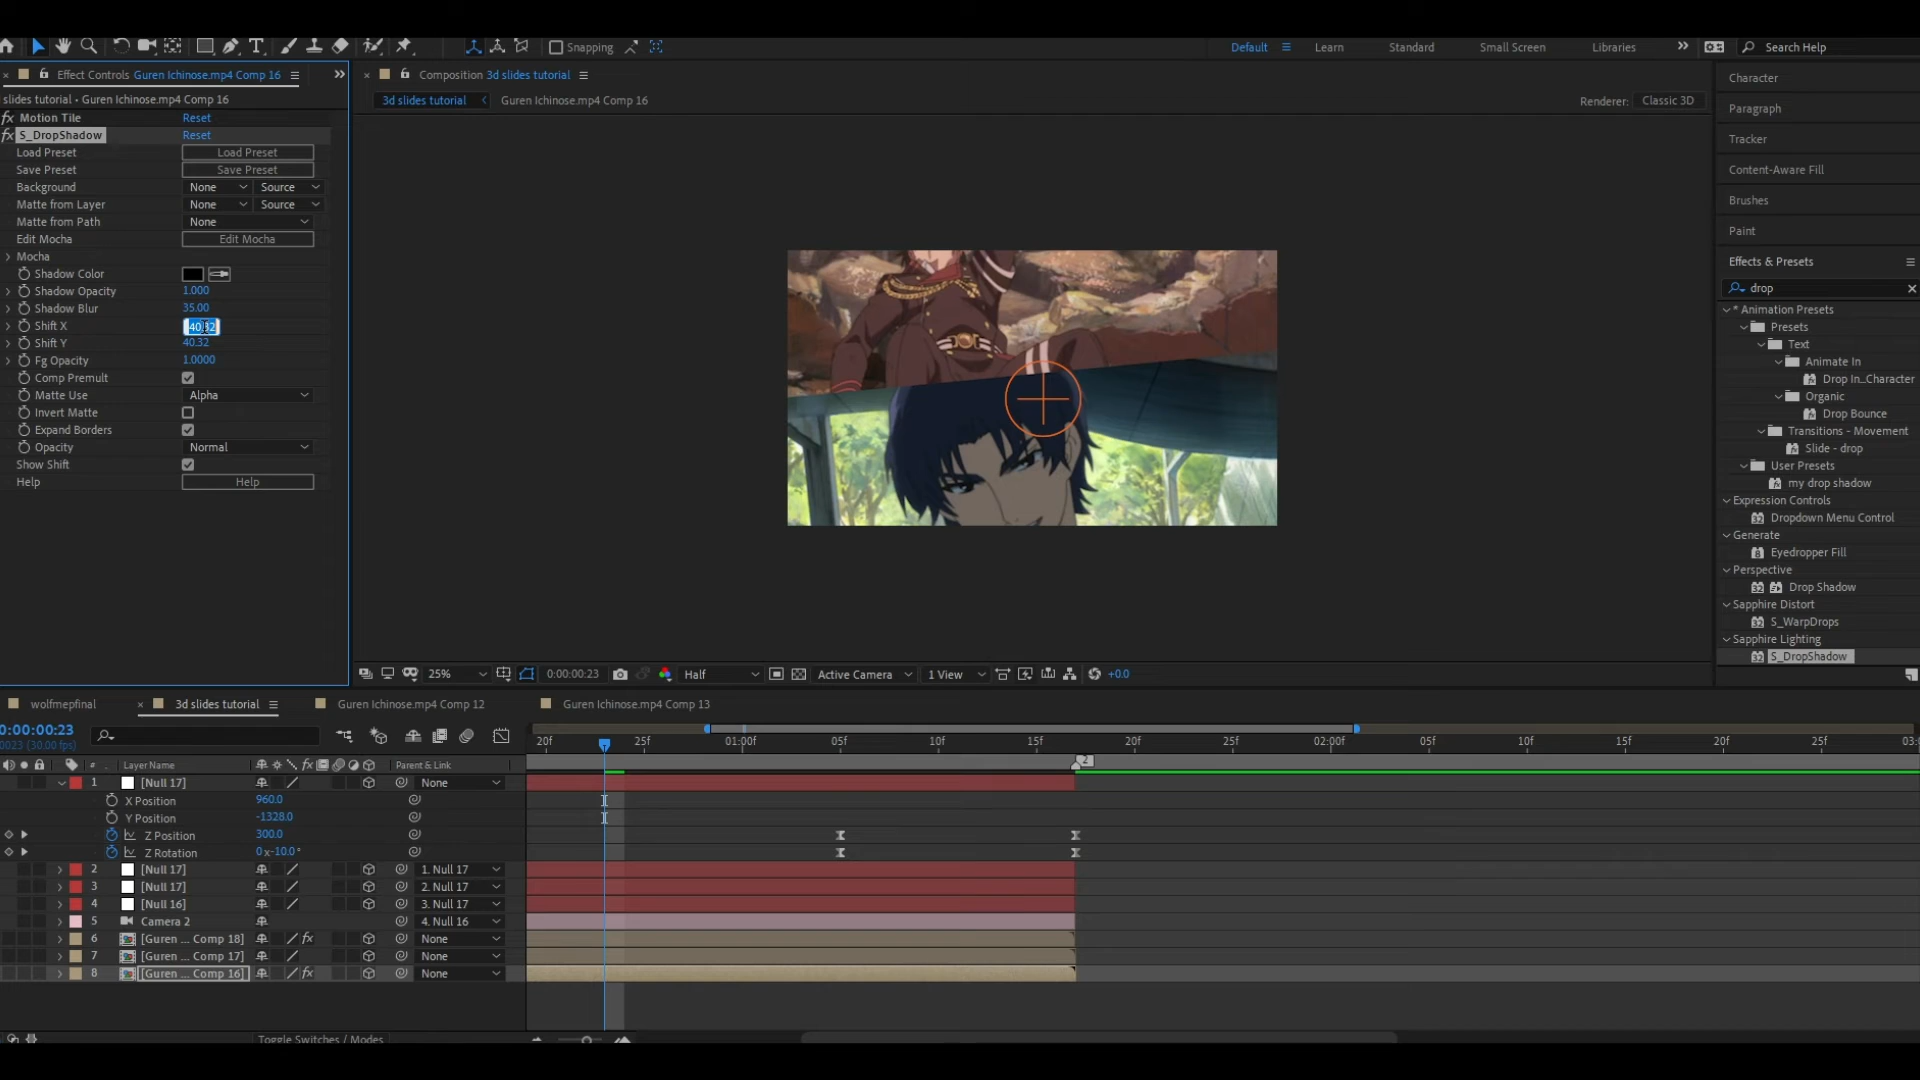 Snapping
Default
Learn
Standard
Small Screen
Libraries
Search Help
Effect Controls Guren Ichinose.mp4 Comp 16
Composition 3d slides tutorial
slides tutorial • Guren Ichinose.mp4 Comp 16
3d slides tutorial
Guren Ichinose.mp4 Comp 16
Renderer: Classic 3D
fx Motion Tile Reset
fx S_DropShadow Reset
Load Preset Load Preset
Save Preset Save Preset
Background None Source
Matte from Layer None Source
Matte from Path None
Edit Mocha Edit Mocha
Mocha
Shadow Color
Shadow Opacity 1.000
Shadow Blur 35.00
Shift X 40.32
Shift Y 40.32
Fg Opacity 1.0000
Comp Premult
Matte Use Alpha
Invert Matte
Expand Borders
Opacity Normal
Show Shift
Help Help
Character
Paragraph
Tracker
Content-Aware Fill
Brushes
Paint
Effects & Presets
drop
* Animation Presets
Presets
Text
Animate In
Drop In_Character
Organic
Drop Bounce
Transitions - Movement
Slide - drop
User Presets
my drop shadow
Expression Controls
Dropdown Menu Control
Generate
Eyedropper Fill
Perspective
Drop Shadow
Sapphire Distort
S_WarpDrops
Sapphire Lighting
S_DropShadow
25% 0:00:00:23 Half Active Camera 1 View +0.0
wolfmepfinal
3d slides tutorial
Guren Ichinose.mp4 Comp 12
Guren Ichinose.mp4 Comp 13
0:00:00:23
0023 (30.00 fps)
20f 25f 01:00f 05f 10f 15f 20f 25f 02:00f 05f 10f 15f 20f 25f 03:0
2
# Layer Name fx Parent & Link
1 [Null 17] None
X Position 960.0
Y Position -1328.0
Z Position 300.0
Z Rotation 0x-10.0°
2 [Null 17] 1. Null 17
3 [Null 17] 2. Null 17
4 [Null 16] 3. Null 17
5 Camera 2 4. Null 16
6 [Guren ... Comp 18] fx None
7 [Guren ... Comp 17] None
8 [Guren ... Comp 16] fx None
Toggle Switches / Modes